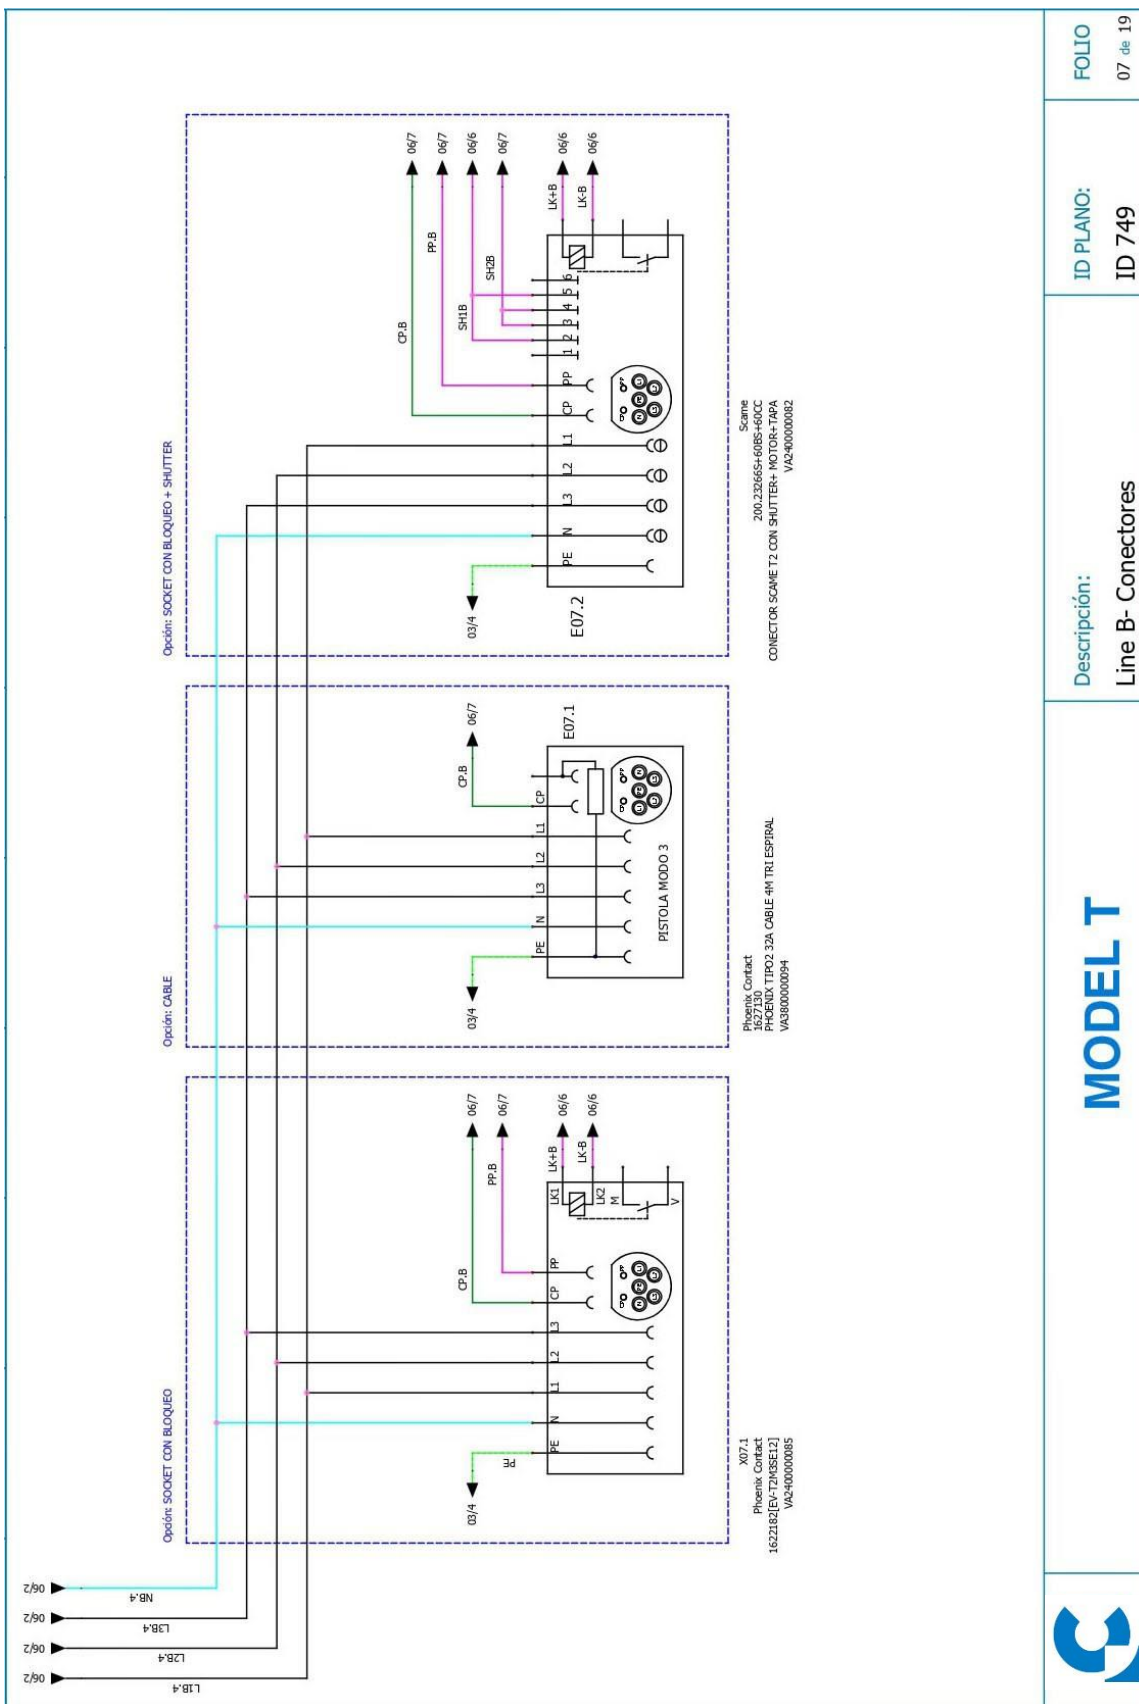 06/2
06/2
06/2
06/2
L1B.4
L2B.4
L3B.4
NB.4
Opción: SOCKET CON BLOQUEO
03/4
PE
CP.B
06/7
PP.B
06/7
LK+B
06/6
LK-B
06/6
PE
N
L1
L2
L3
CP
PP
LK1
LK2
M
V
X07.1
Phoenix Contact
1622182[EV-T2M3SE12]
VA2400000085
Opción: CABLE
03/4
CP.B
06/7
PE
N
L3
L2
L1
CP
E07.1
PISTOLA MODO 3
Phoenix Contact
1627130
PHOENIX TIPO2 32A CABLE 4M TRI ESPIRAL
VA3800000094
Opción: SOCKET CON BLOQUEO + SHUTTER
03/4
CP.B
06/7
PP.B
06/7
SH1B
06/6
SH2B
06/7
LK+B
06/6
LK-B
06/6
PE
N
L3
L2
L1
CP
PP
1
2
3
4
5
6
E07.2
Scame
200.23266S+60BS+60CC
CONECTOR SCAME T2 CON SHUTTER+ MOTOR+TAPA
VA2400000082
MODEL T
Descripción:
Line B- Conectores
ID PLANO:
ID 749
FOLIO
07 de 19